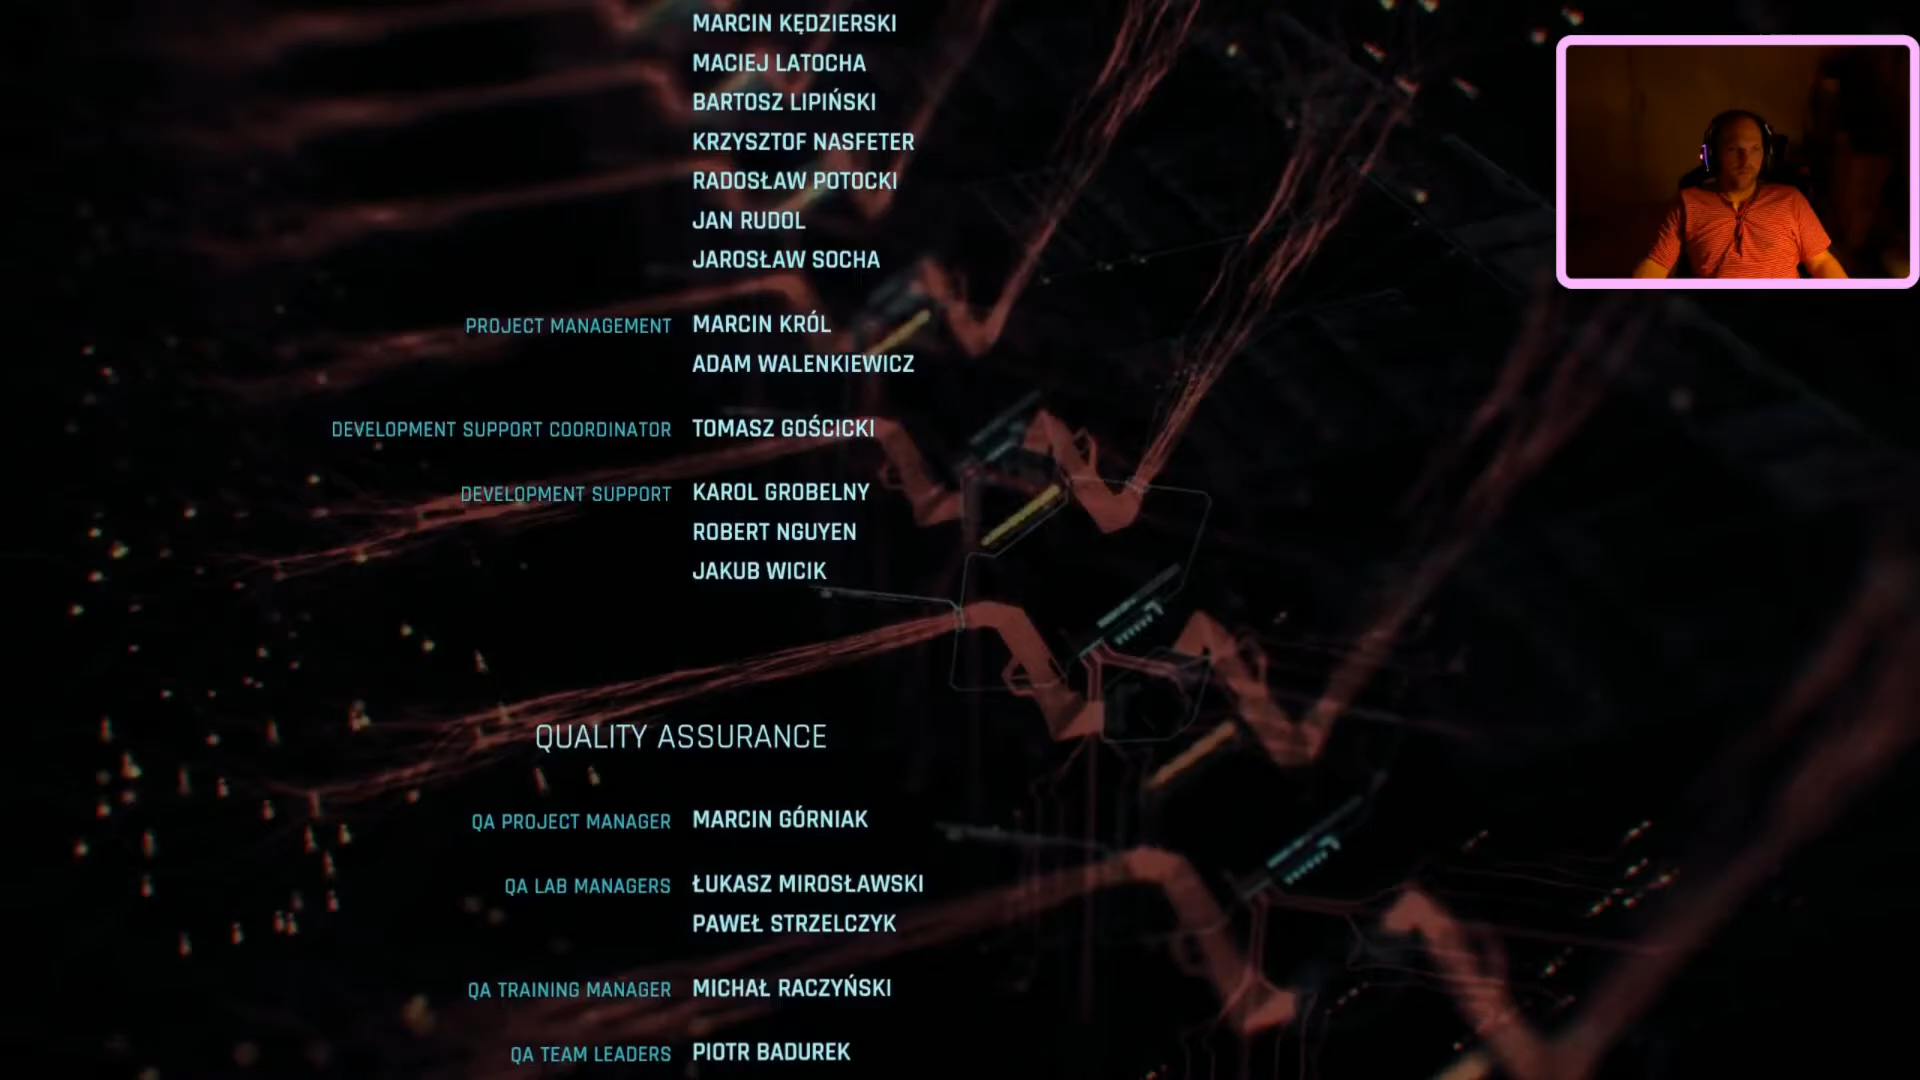 MARCIN KĘDZIERSKI
MACIEJ LATOCHA
BARTOSZ LIPIŃSKI
KRZYSZTOF NASFETER
RADOSŁAW POTOCKI
JAN RUDOL
JAROSŁAW SOCHA
PROJECT MANAGEMENT MARCIN KRÓL
ADAM WALENKIEWICZ
DEVELOPMENT SUPPORT COORDINATOR TOMASZ GOŚCICKI
DEVELOPMENT SUPPORT KAROL GROBELNY
ROBERT NGUYEN
JAKUB WICIK
QUALITY ASSURANCE
QA PROJECT MANAGER MARCIN GÓRNIAK
QA LAB MANAGERS ŁUKASZ MIROSŁAWSKI
PAWEŁ STRZELCZYK
QA TRAINING MANAGER MICHAŁ RACZYŃSKI
QA TEAM LEADERS PIOTR BADUREK